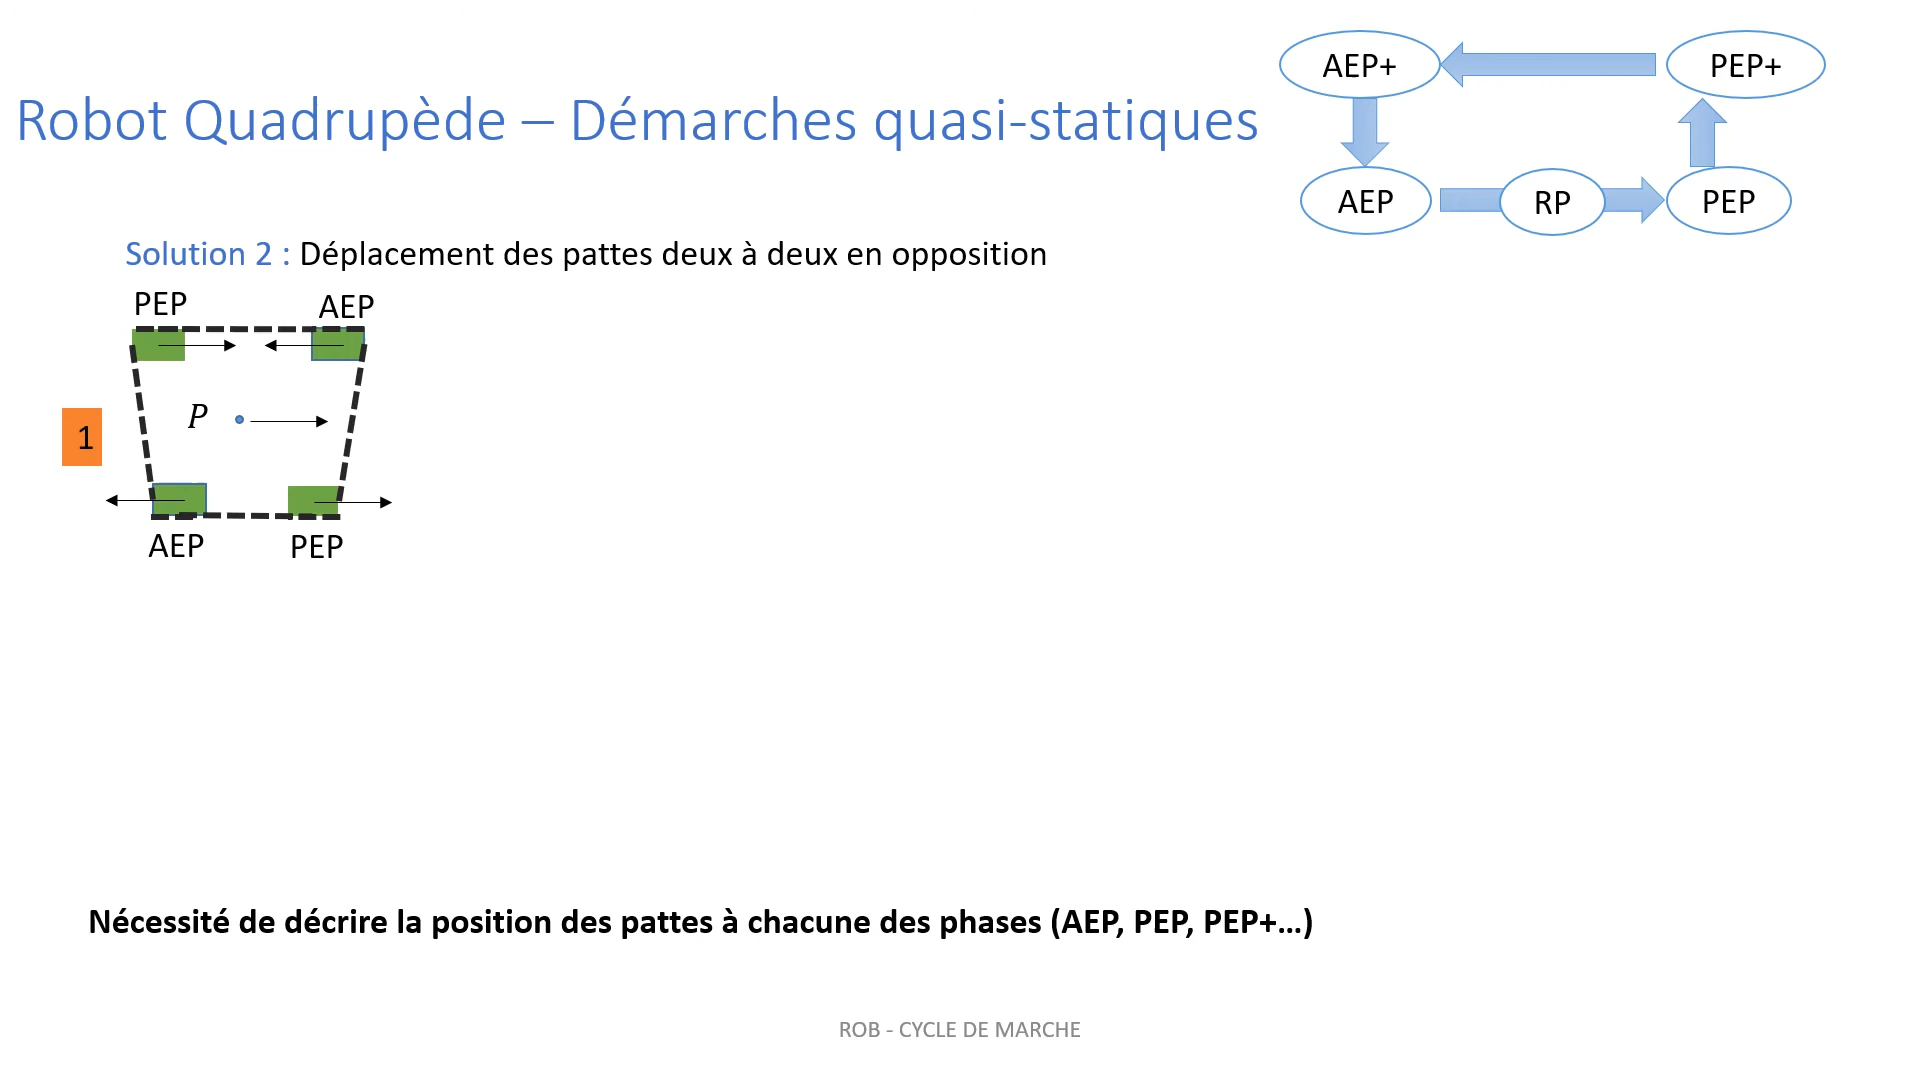 AEP+
PEP+
Robot Quadrupède – Démarches quasi-statiques
AEP
RP
PEP
Solution 2 : Déplacement des pattes deux à deux en opposition
PEP
AEP
P
1
AEP
PEP
Nécessité de décrire la position des pattes à chacune des phases (AEP, PEP, PEP+…)
ROB - CYCLE DE MARCHE